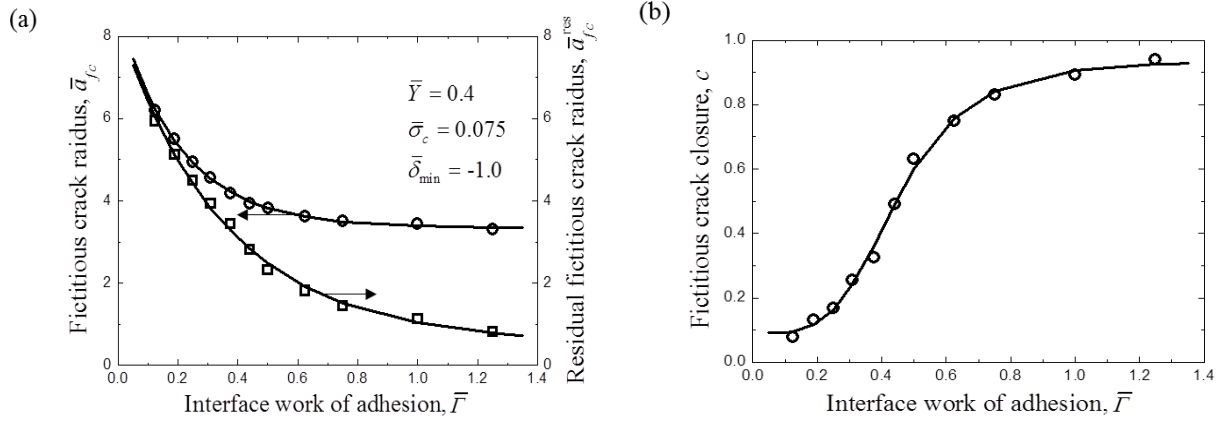 (a)
Fictitious crack raidus, a̅_fc
8
6
4
2
0
0.0 0.2 0.4 0.6 0.8 1.0 1.2 1.4
Interface work of adhesion, Γ̅
Y̅ = 0.4
σ̅_c = 0.075
δ̅_min = -1.0
8
6
4
2
0
Residual fictitious crack raidus, a̅_fc^res
(b)
Fictitious crack closure, c
1.0
0.8
0.6
0.4
0.2
0.0
0.0 0.2 0.4 0.6 0.8 1.0 1.2 1.4
Interface work of adhesion, Γ̅